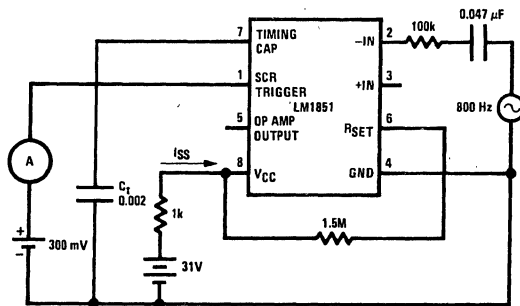 7
TIMING
CAP
1
SCR
TRIGGER
LM1851
5
OP AMP
OUTPUT
8
VCC
2
–IN
3
+IN
6
RSET
4
GND
100k
0.047 μF
800 Hz
A
+
−
300 mV
Ct
0.002
ISS
1k
31V
1.5M